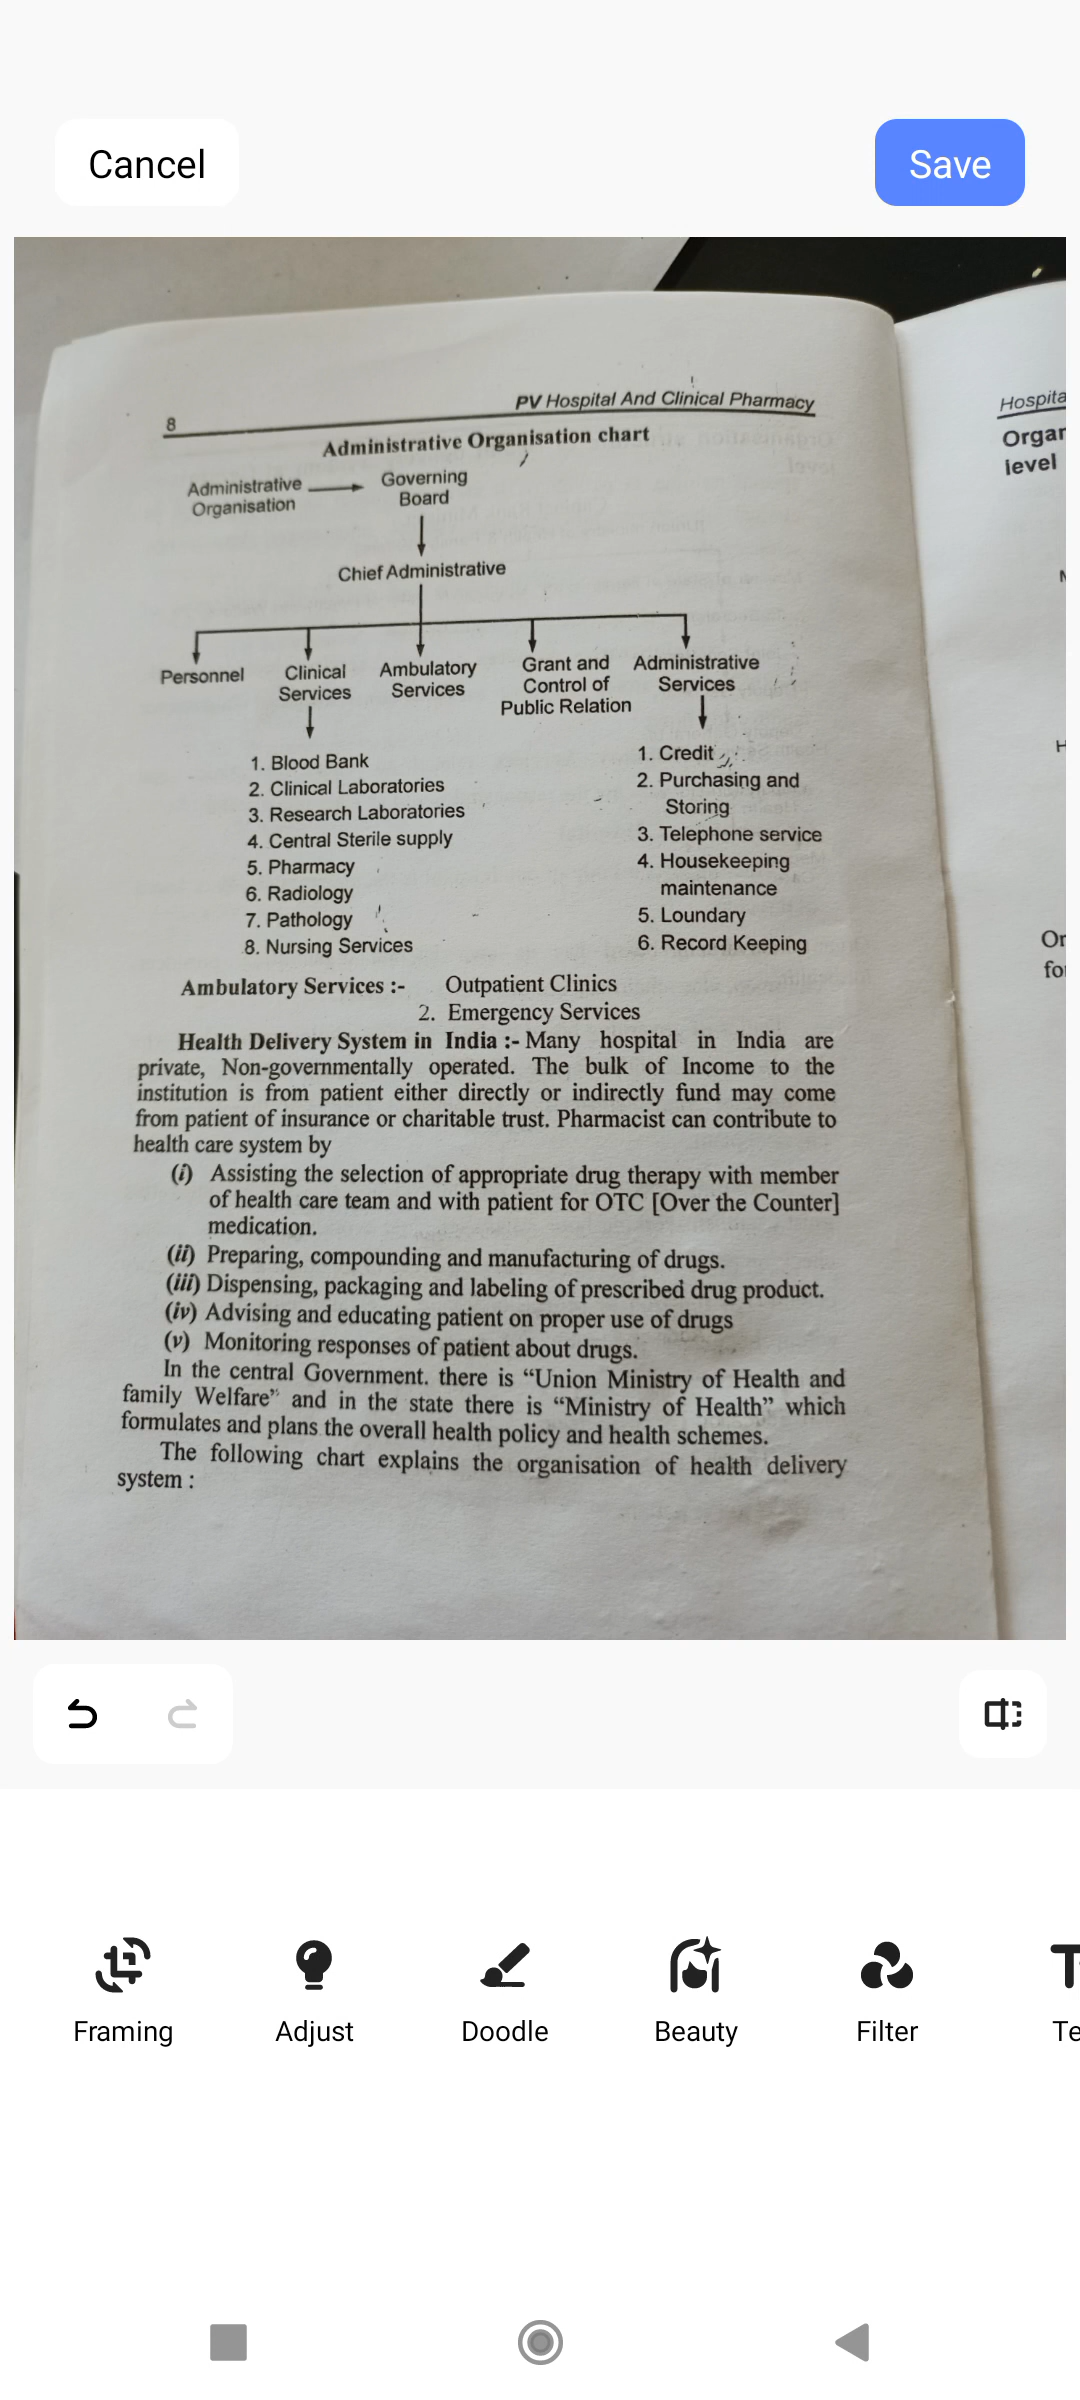 Cancel
Save
8
PV Hospital And Clinical Pharmacy
Administrative Organisation chart
Administrative
Organisation
Governing
Board
Chief Administrative
Personnel
Clinical
Services
Ambulatory
Services
Grant and
Control of
Public Relation
Administrative
Services
1. Blood Bank
2. Clinical Laboratories
3. Research Laboratories
4. Central Sterile supply
5. Pharmacy
6. Radiology
7. Pathology
8. Nursing Services
1. Credit
2. Purchasing and
Storing
3. Telephone service
4. Housekeeping
maintenance
5. Loundary
6. Record Keeping
Ambulatory Services :- Outpatient Clinics
2. Emergency Services
Health Delivery System in India :- Many hospital in India are
private, Non-governmentally operated. The bulk of Income to the
institution is from patient either directly or indirectly fund may come
from patient of insurance or charitable trust. Pharmacist can contribute to
health care system by
(i) Assisting the selection of appropriate drug therapy with member
of health care team and with patient for OTC [Over the Counter]
medication.
(ii) Preparing, compounding and manufacturing of drugs.
(iii) Dispensing, packaging and labeling of prescribed drug product.
(iv) Advising and educating patient on proper use of drugs
(v) Monitoring responses of patient about drugs.
In the central Government. there is “Union Ministry of Health and
family Welfare” and in the state there is “Ministry of Health” which
formulates and plans the overall health policy and health schemes.
The following chart explains the organisation of health delivery
system :
level
Framing
Adjust
Doodle
Beauty
Filter